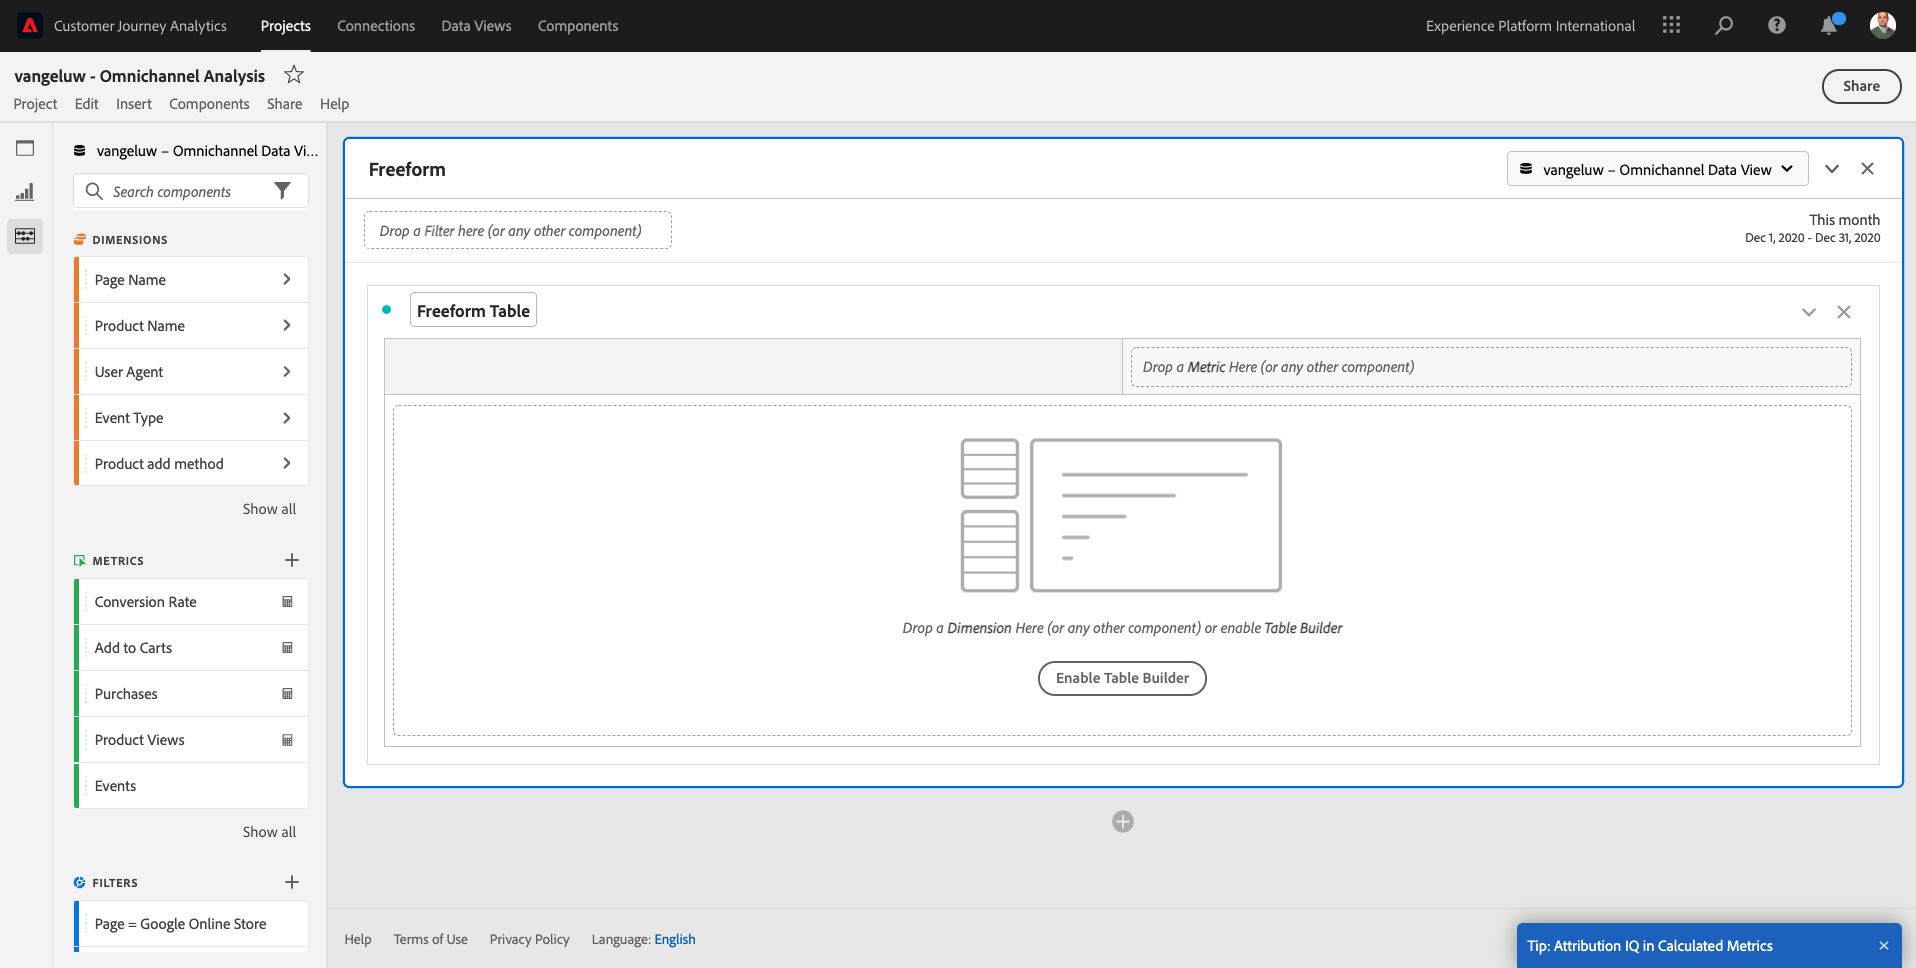 Customer Journey Analytics Projects Connections Data Views Components Experience Platform International
vangeluw - Omnichannel Analysis
Project Edit Insert Components Share Help
Share
vangeluw – Omnichannel Data Vi...
Search components
DIMENSIONS
Page Name
Product Name
User Agent
Event Type
Product add method
Show all
METRICS
Conversion Rate
Add to Carts
Purchases
Product Views
Events
Show all
FILTERS
Page = Google Online Store
Freeform
vangeluw – Omnichannel Data View
Drop a Filter here (or any other component)
This month
Dec 1, 2020 - Dec 31, 2020
Freeform Table
Drop a Metric Here (or any other component)
Drop a Dimension Here (or any other component) or enable Table Builder
Enable Table Builder
Help Terms of Use Privacy Policy Language: English
Tip: Attribution IQ in Calculated Metrics